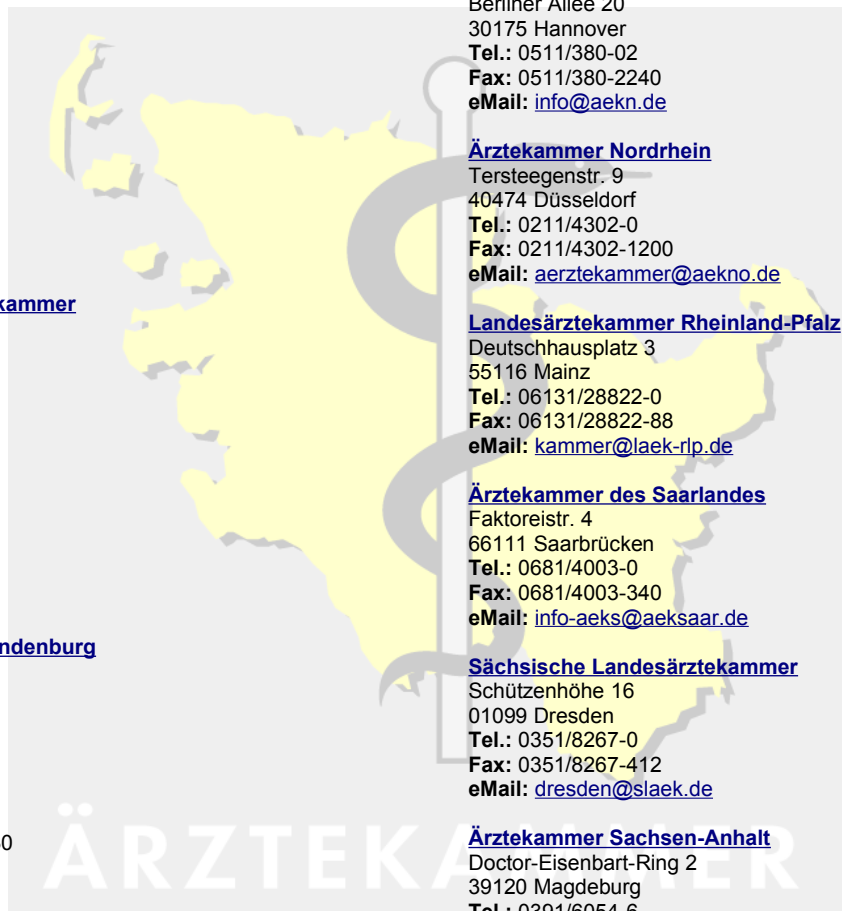 kammer
ndenburg
0
Berliner Allee 20
30175 Hannover
Tel.: 0511/380-02
Fax: 0511/380-2240
eMail: info@aekn.de
Ärztekammer Nordrhein
Tersteegenstr. 9
40474 Düsseldorf
Tel.: 0211/4302-0
Fax: 0211/4302-1200
eMail: aerztekammer@aekno.de
Landesärztekammer Rheinland-Pfalz
Deutschhausplatz 3
55116 Mainz
Tel.: 06131/28822-0
Fax: 06131/28822-88
eMail: kammer@laek-rlp.de
Ärztekammer des Saarlandes
Faktoreistr. 4
66111 Saarbrücken
Tel.: 0681/4003-0
Fax: 0681/4003-340
eMail: info-aeks@aeksaar.de
Sächsische Landesärztekammer
Schützenhöhe 16
01099 Dresden
Tel.: 0351/8267-0
Fax: 0351/8267-412
eMail: dresden@slaek.de
Ärztekammer Sachsen-Anhalt
Doctor-Eisenbart-Ring 2
39120 Magdeburg
Tel.: 0391/6054-6
ÄRZTEKAMMER